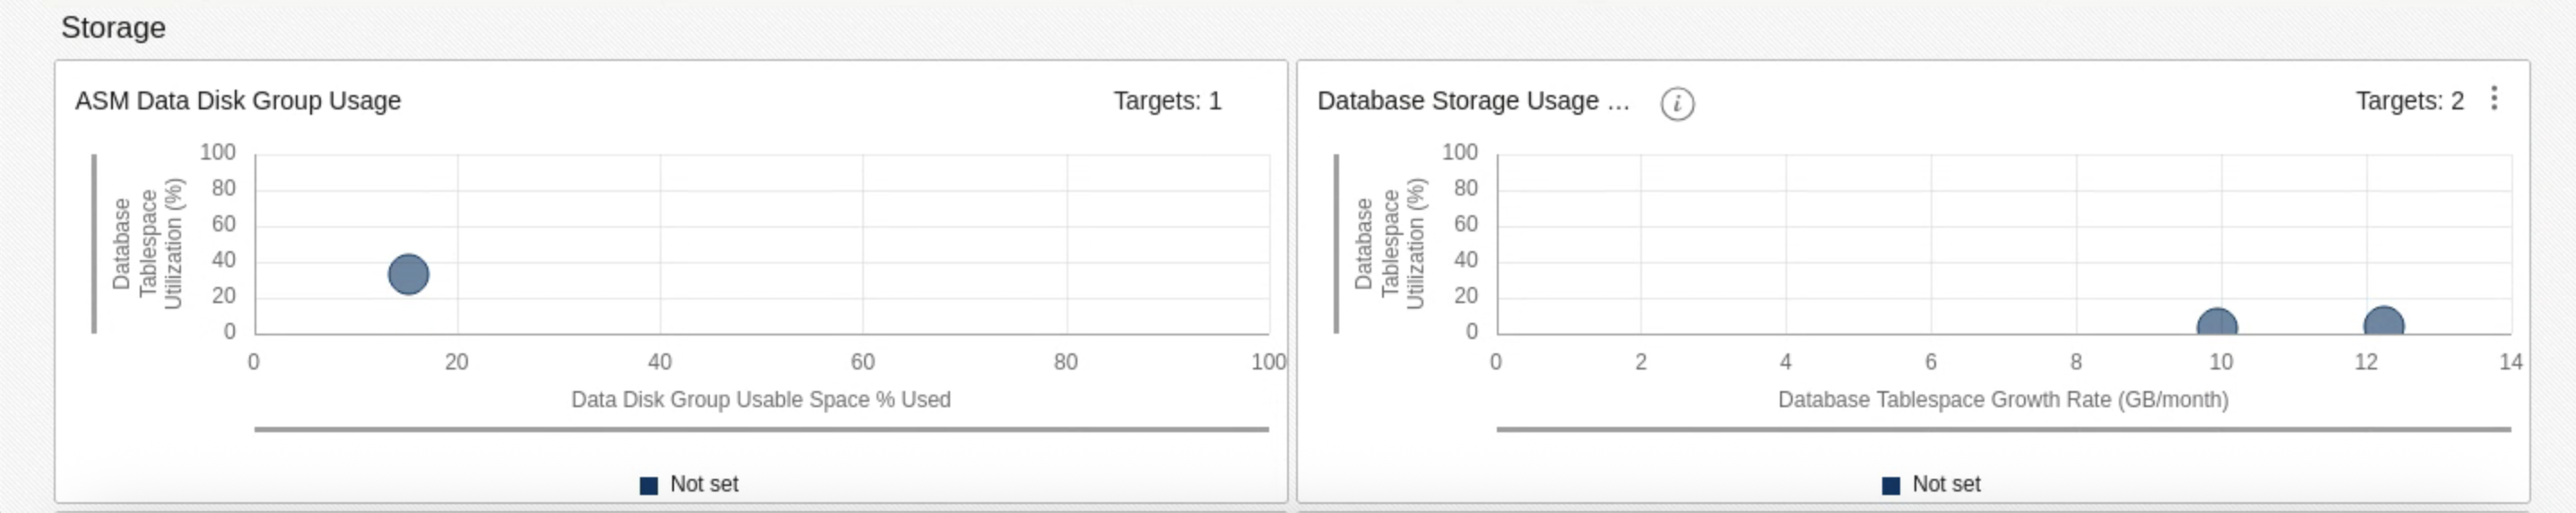 Storage
ASM Data Disk Group Usage
Targets: 1
Database
Tablespace
Utilization (%)
100
80
60
40
20
0
0 20 40 60 80 100
Data Disk Group Usable Space % Used
Not set
Database Storage Usage ...
i
Targets: 2
Database
Tablespace
Utilization (%)
100
80
60
40
20
0
0 2 4 6 8 10 12 14
Database Tablespace Growth Rate (GB/month)
Not set